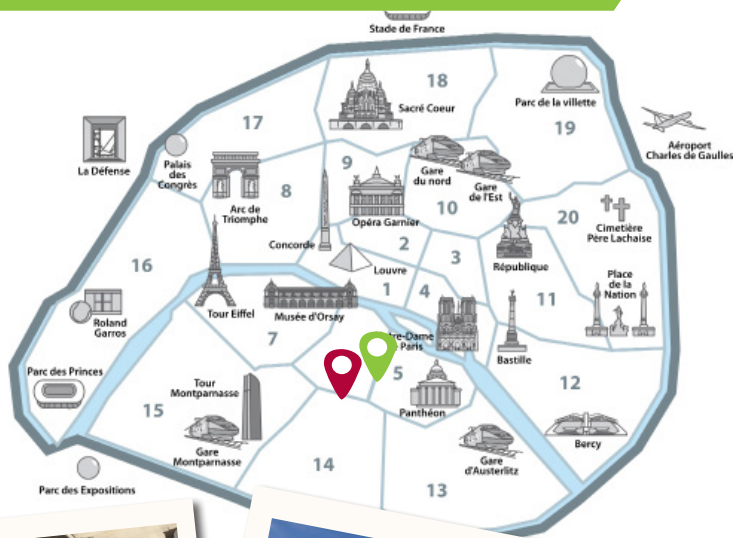 Stade de France
18
Sacré Coeur
Parc de la villette
19
17
Aéroport
Charles de Gaulles
La Défense
Palais
des
Congrès
9
Gare
du nord
Gare
de l'Est
8
Arc de
Triomphe
Opéra Garnier
10
20
Cimetière
Père Lachaise
Concorde
2
3
République
Louvre
16
Place
de la
Nation
1
4
11
Tour Eiffel
Musée d'Orsay
Roland
Garros
7
tre-Dame
Paris
Bastille
Parc des Princes
5
12
Tour
Montparnasse
Panthéon
15
Bercy
Gare
Montparnasse
14
Gare
d'Austerlitz
13
Parc des Expositions